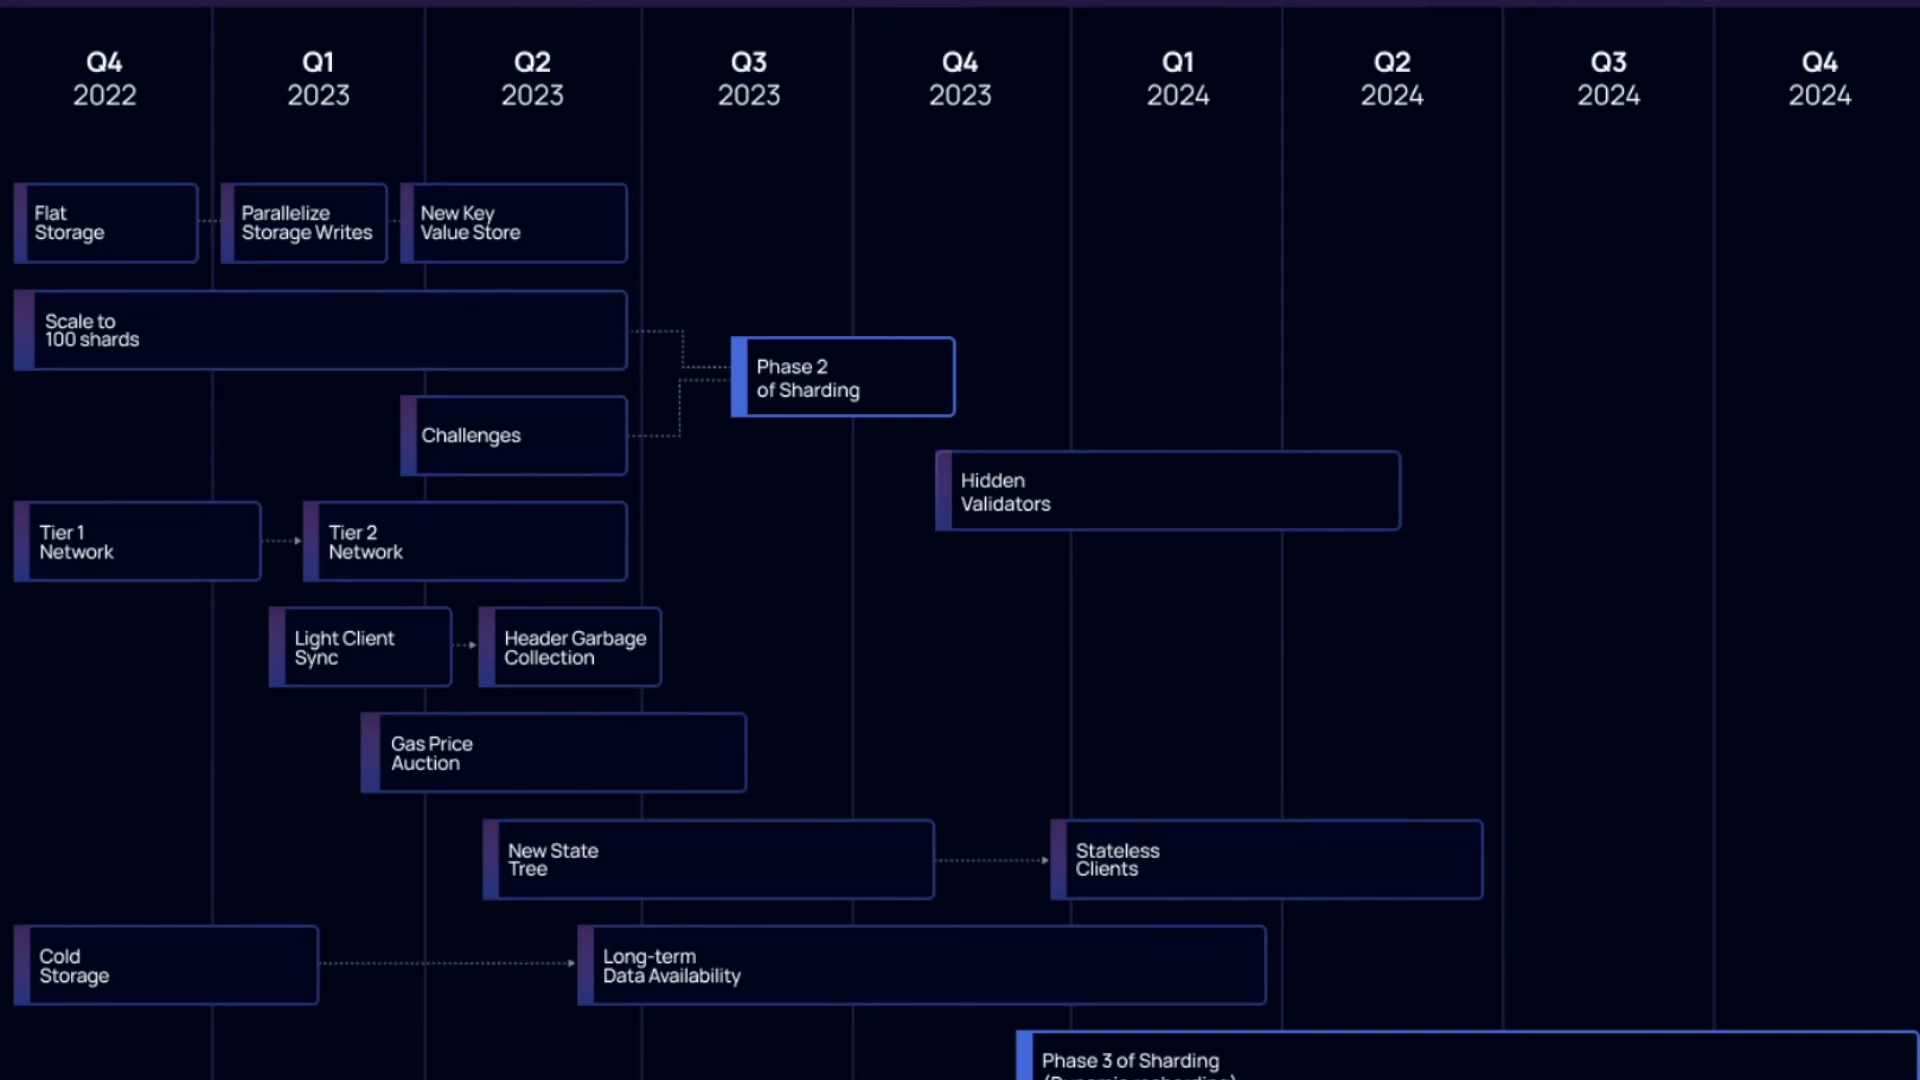 Q4
2022
Q1
2023
Q2
2023
Q3
2023
Q4
2023
Q1
2024
Q2
2024
Q3
2024
Q4
2024
Flat
Storage
Parallelize
Storage Writes
New Key
Value Store
Scale to
100 shards
Phase 2
of Sharding
Challenges
Hidden
Validators
Tier 1
Network
Tier 2
Network
Light Client
Sync
Header Garbage
Collection
Gas Price
Auction
New State
Tree
Stateless
Clients
Cold
Storage
Long-term
Data Availability
Phase 3 of Sharding